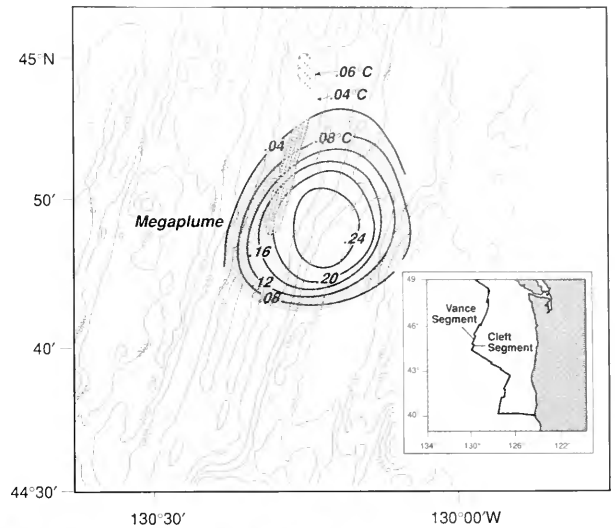 45°N
.06°C
.04°C
.04
.08°C
50'
Megaplume
.24
.16
.20
.12
.08
40'
44°30'
130°30'
130°00'W
49
Vance
Segment
Cleft
Segment
46°
43°
40°
134°
130°
126°
122°